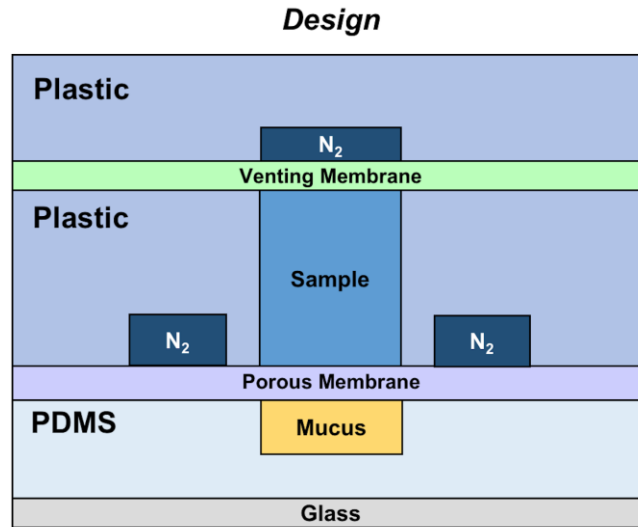 Design
Plastic
N₂
Venting Membrane
Plastic
Sample
N₂
N₂
Porous Membrane
PDMS
Mucus
Glass